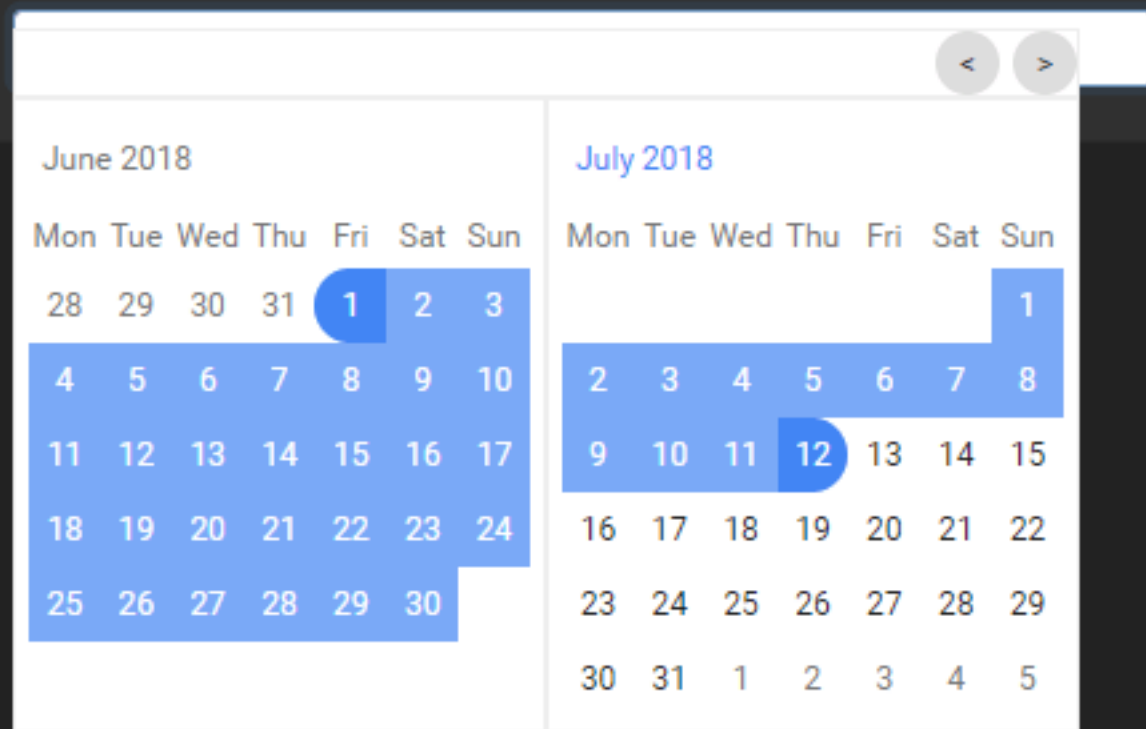 < >
June 2018
Mon Tue Wed Thu Fri Sat Sun
28 29 30 31 1 2 3
4 5 6 7 8 9 10
11 12 13 14 15 16 17
18 19 20 21 22 23 24
25 26 27 28 29 30
July 2018
Mon Tue Wed Thu Fri Sat Sun
1
2 3 4 5 6 7 8
9 10 11 12 13 14 15
16 17 18 19 20 21 22
23 24 25 26 27 28 29
30 31 1 2 3 4 5